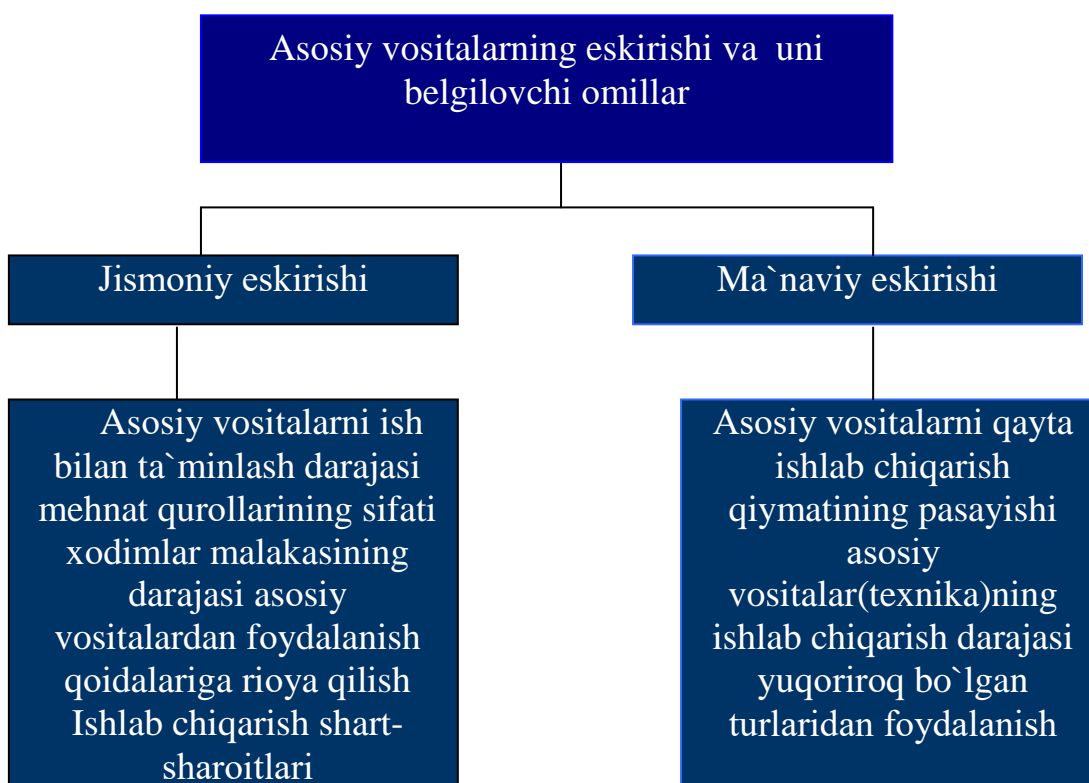 Asosiy vositalarning eskirishi va  uni
belgilovchi omillar
Jismoniy eskirishi
Ma`naviy eskirishi
Asosiy vositalarni ish
bilan ta`minlash darajasi
mehnat qurollarining sifati
xodimlar malakasining
darajasi asosiy
vositalardan foydalanish
qoidalariga rioya qilish
Ishlab chiqarish shart-
sharoitlari
Asosiy vositalarni qayta
ishlab chiqarish
qiymatining pasayishi
asosiy
vositalar(texnika)ning
ishlab chiqarish darajasi
yuqoriroq bo`lgan
turlaridan foydalanish